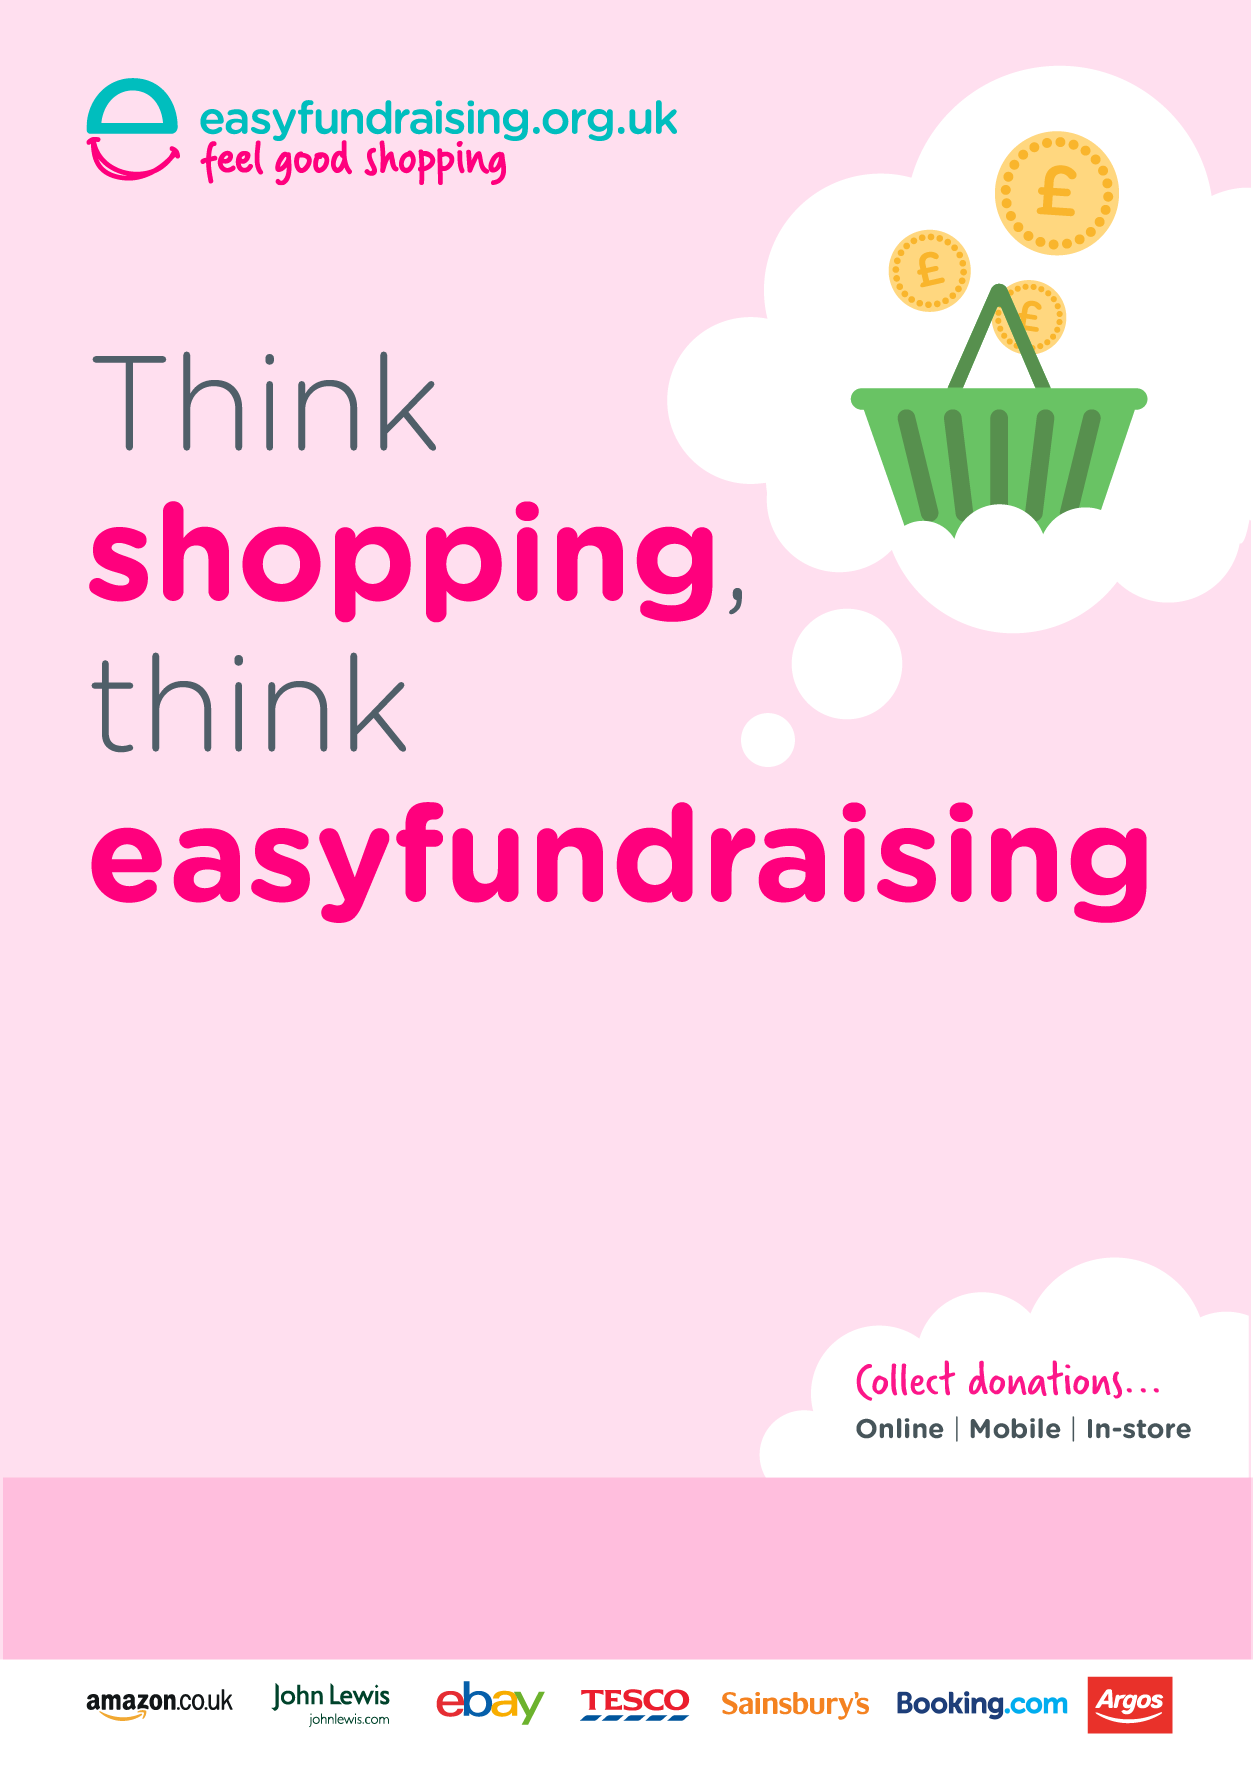 easyfundraising.org.uk
feel good shopping
£
£
£
Think
shopping,
think
easyfundraising
Collect donations...
Online | Mobile | In-store
amazon.co.uk
John Lewis
johnlewis.com
ebay
TESCO
Sainsbury's
Booking.com
Argos